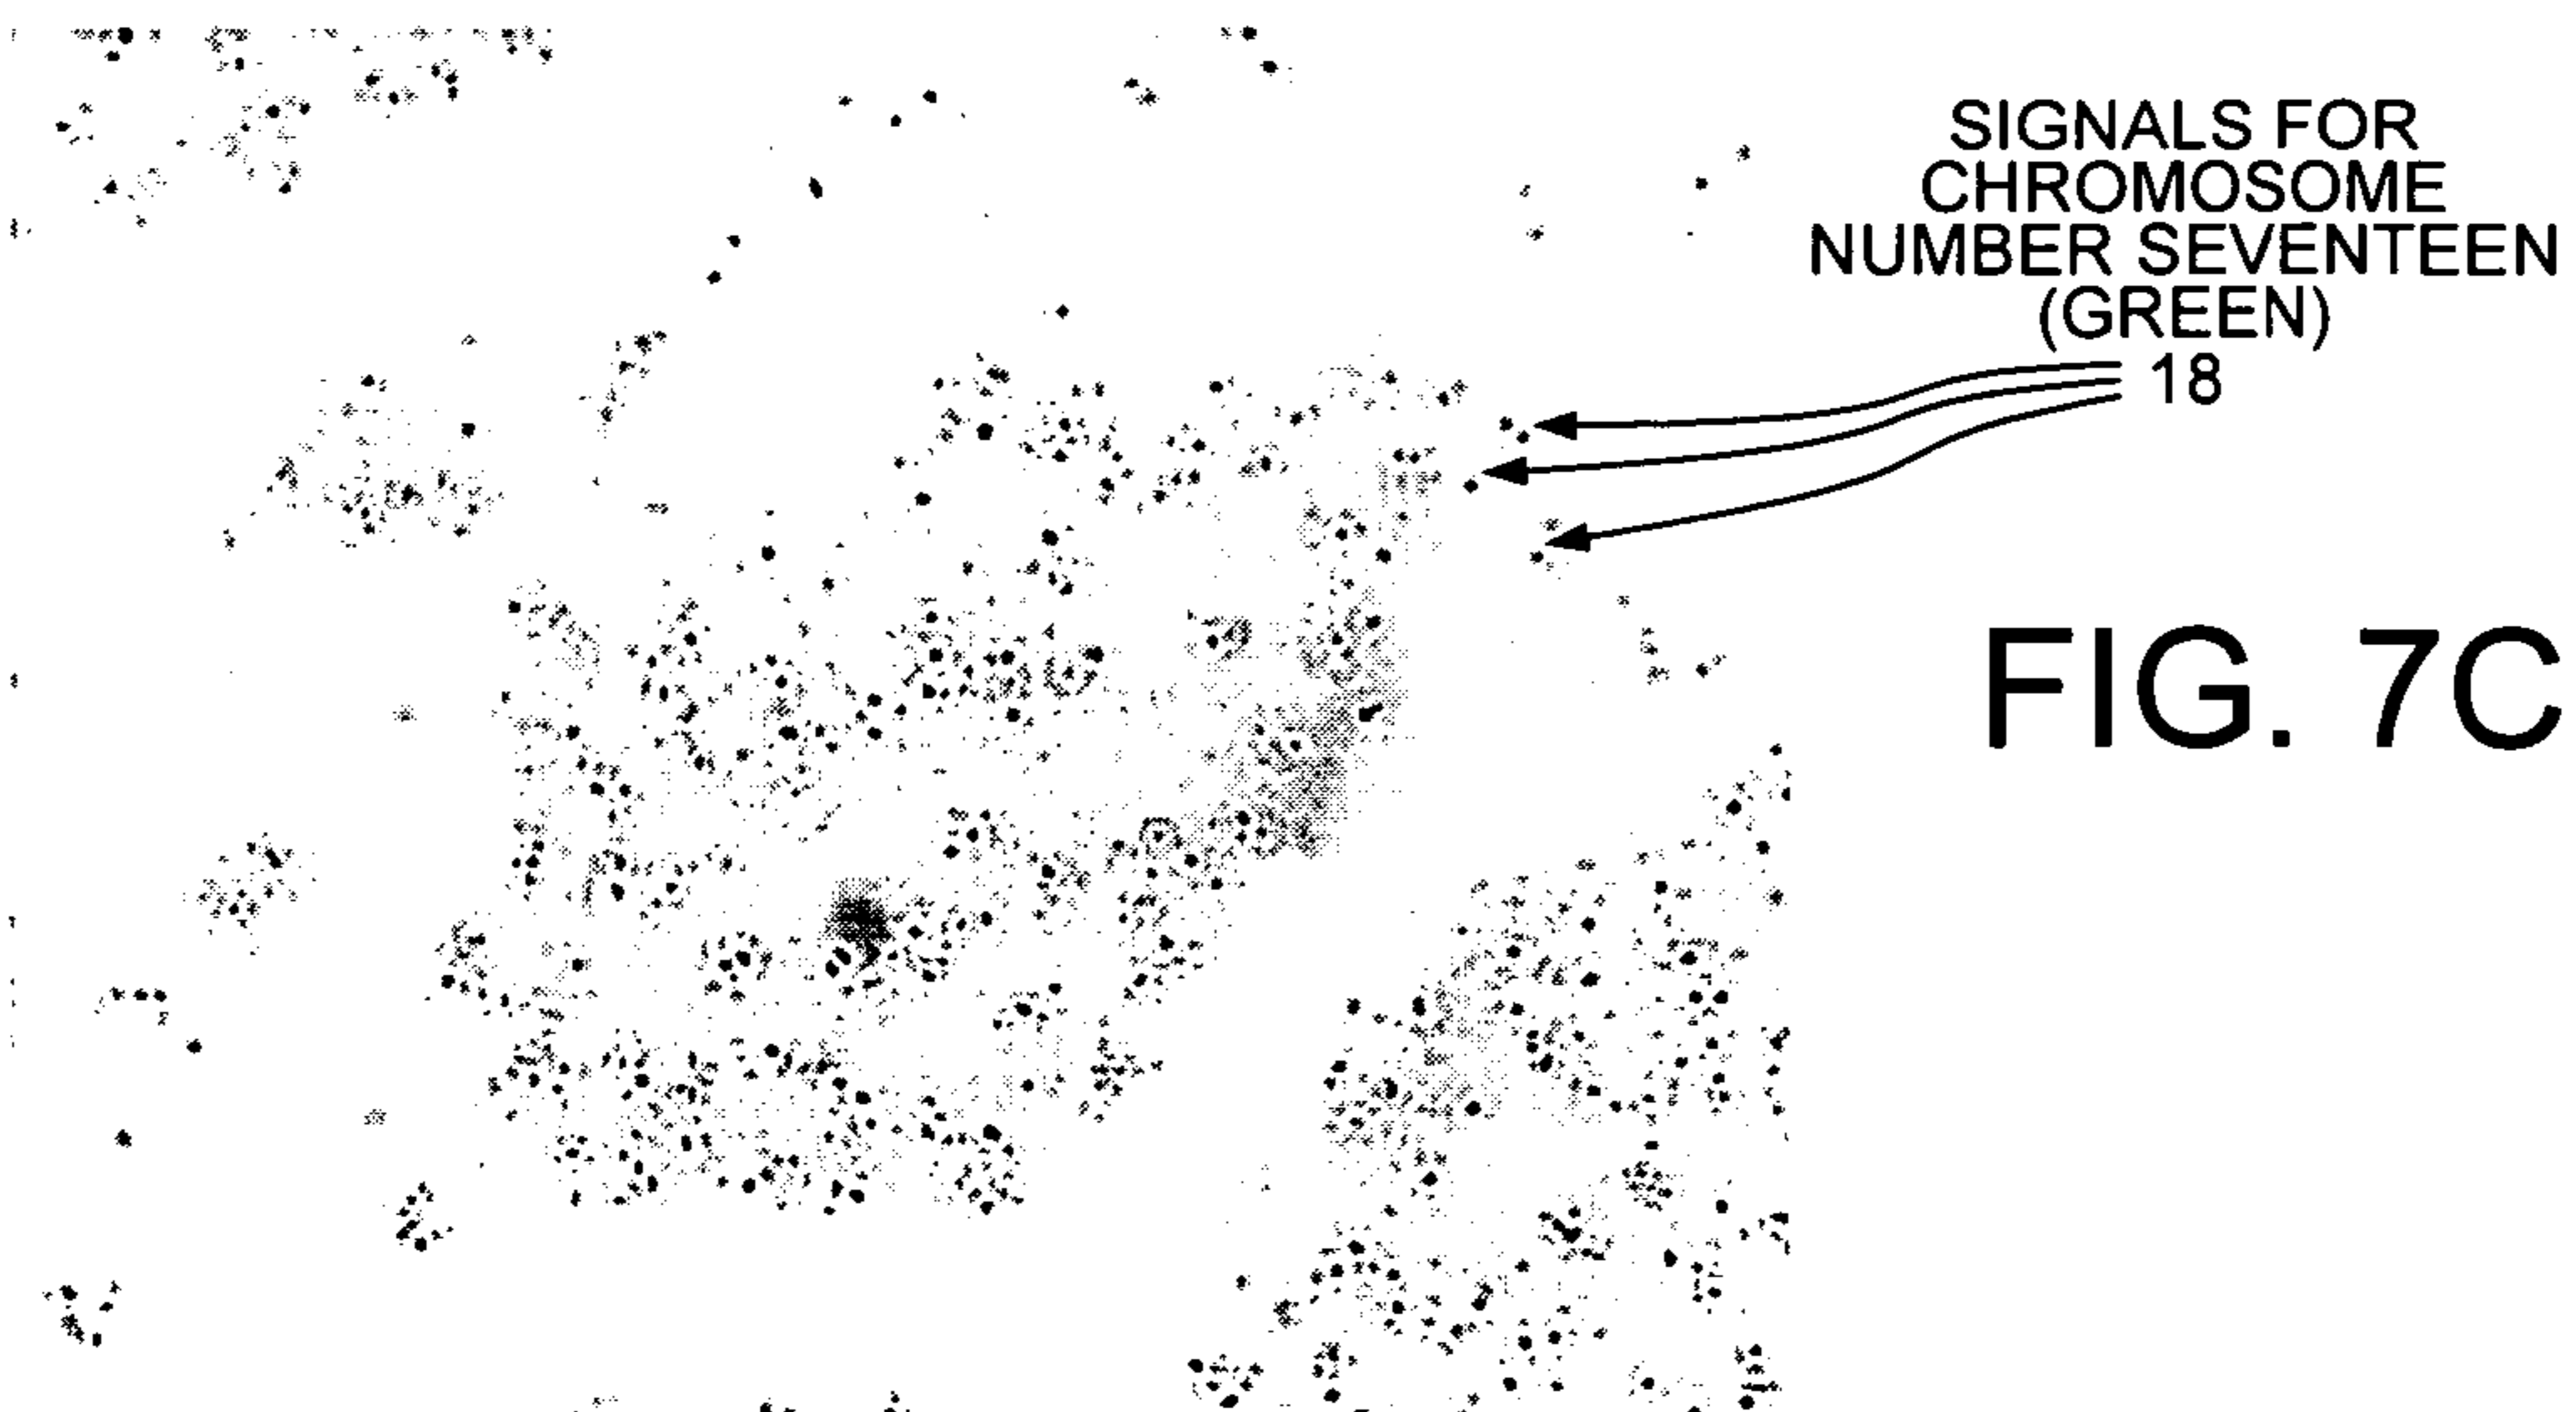 SIGNALS FOR
CHROMOSOME
NUMBER SEVENTEEN
(GREEN)
18
FIG. 7C